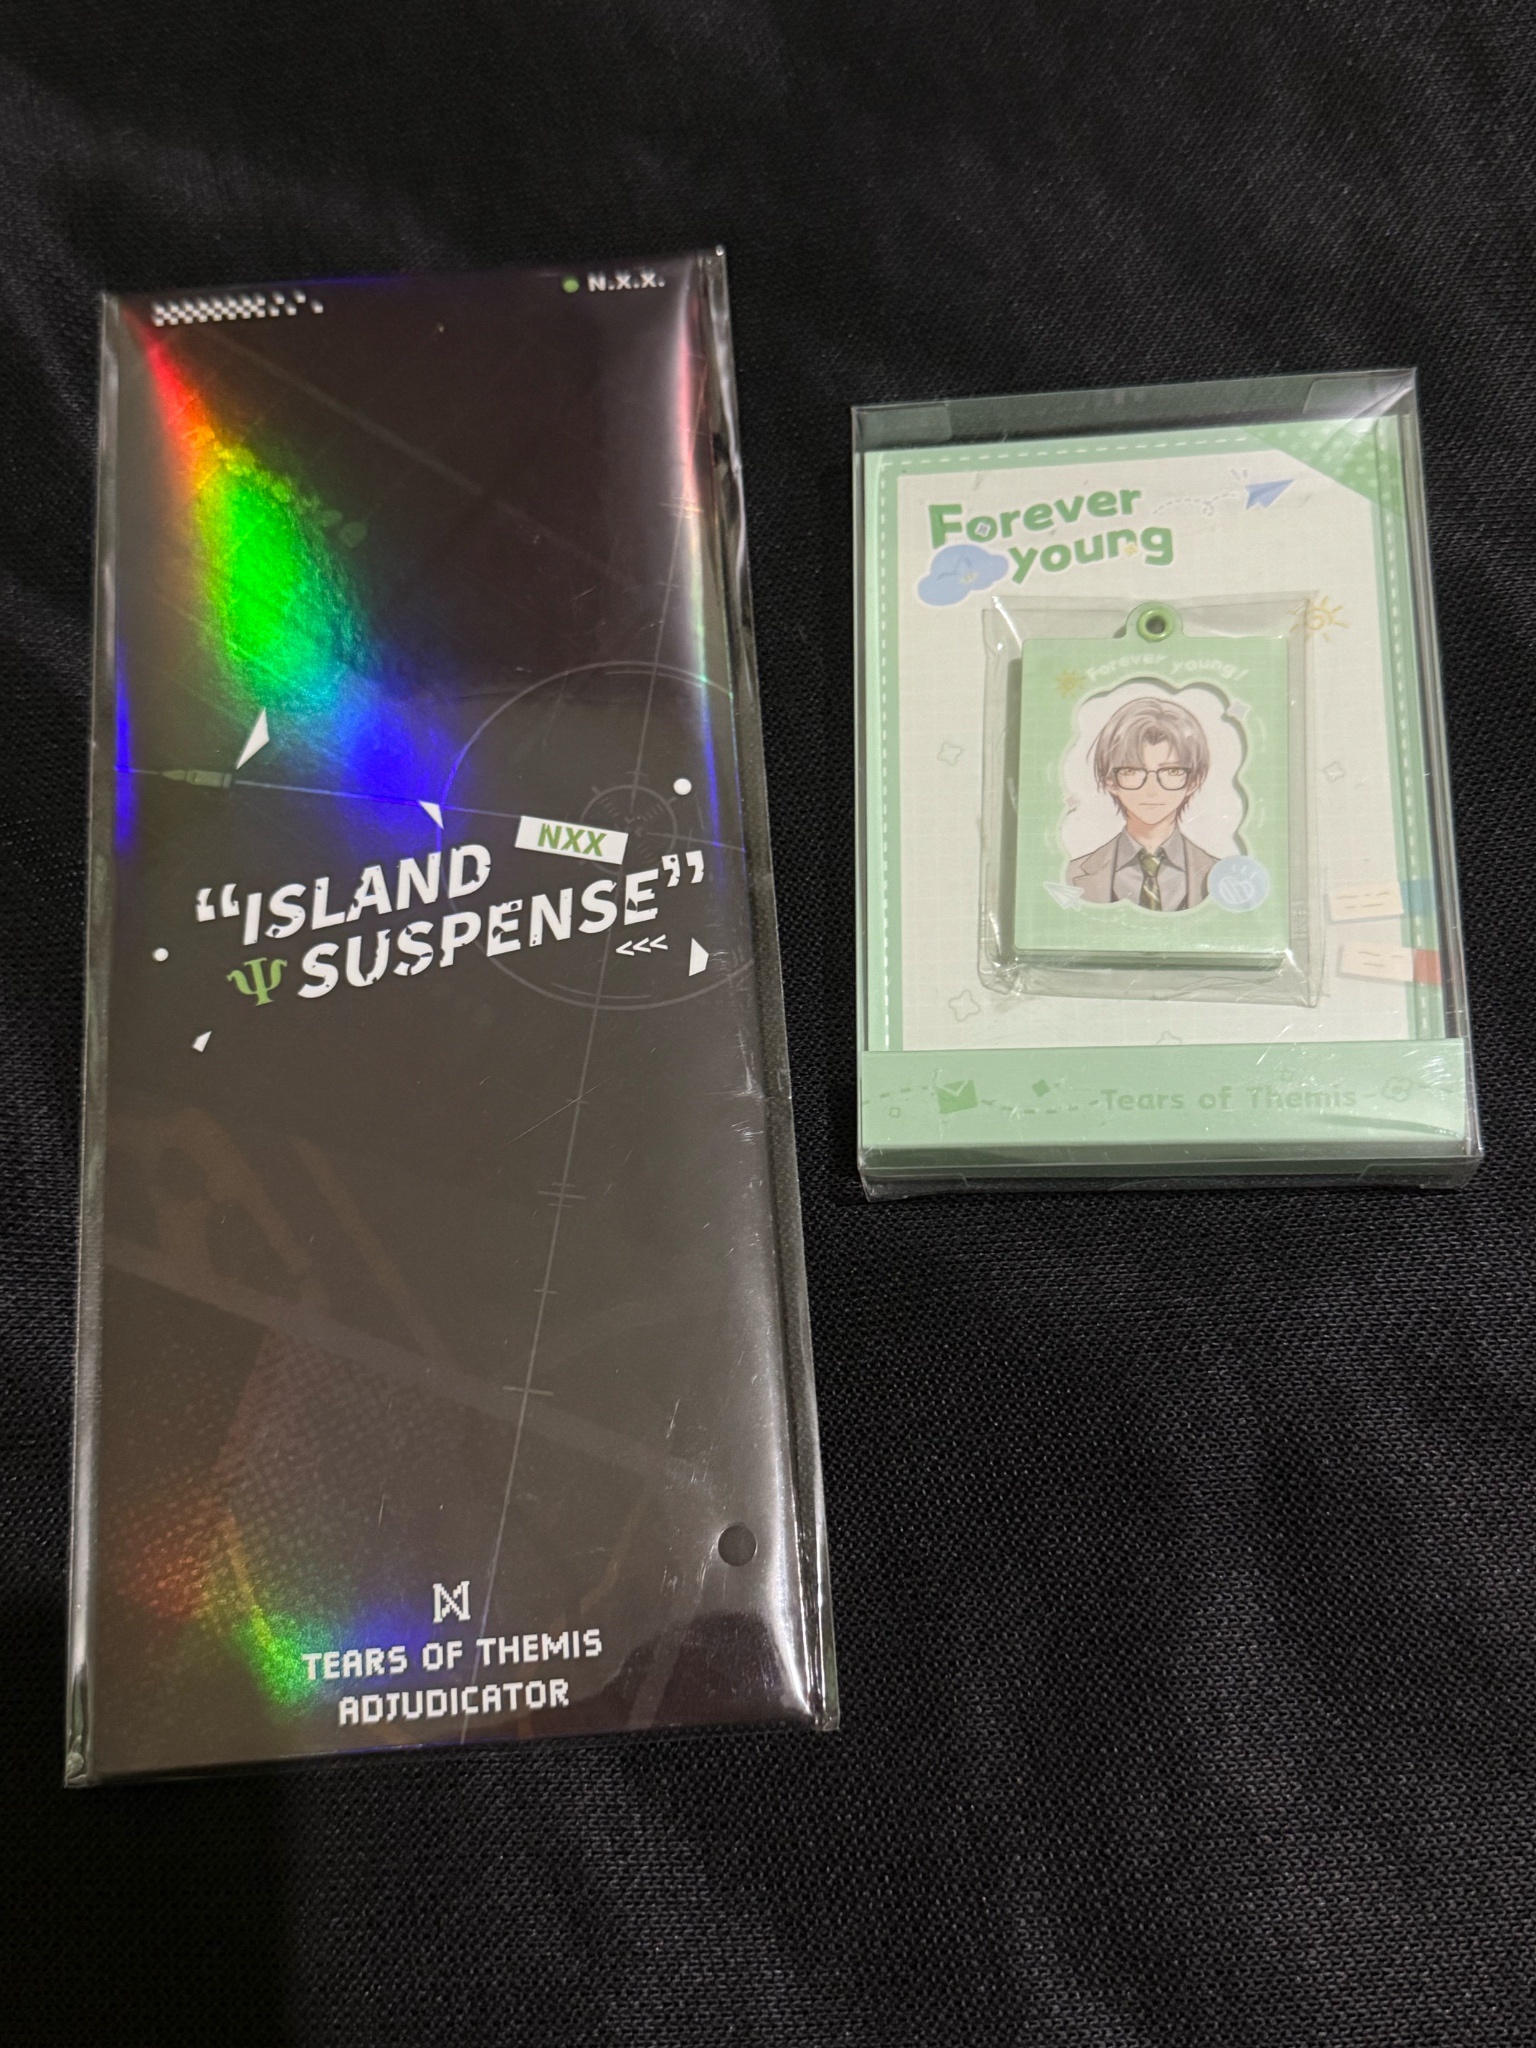 N.X.X.
NXX
“ISLAND
Ψ SUSPENSE”
<<<
TEARS OF THEMIS
ADJUDICATOR
Forever
young
Forever young!
Tears of Themis